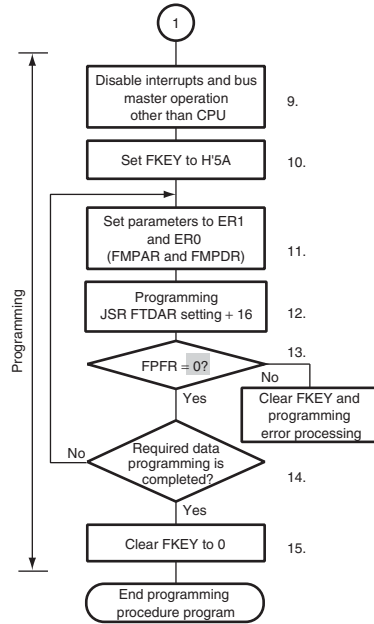 1
Disable interrupts and bus
master operation
other than CPU
9.
Set FKEY to H'5A
10.
Set parameters to ER1
and ER0
(FMPAR and FMPDR)
11.
Programming
JSR FTDAR setting + 16
12.
Programming
13.
FPFR = 0?
No
Yes
Clear FKEY and
programming
error processing
No
Required data
programming is
completed?
14.
Yes
Clear FKEY to 0
15.
End programming
procedure program